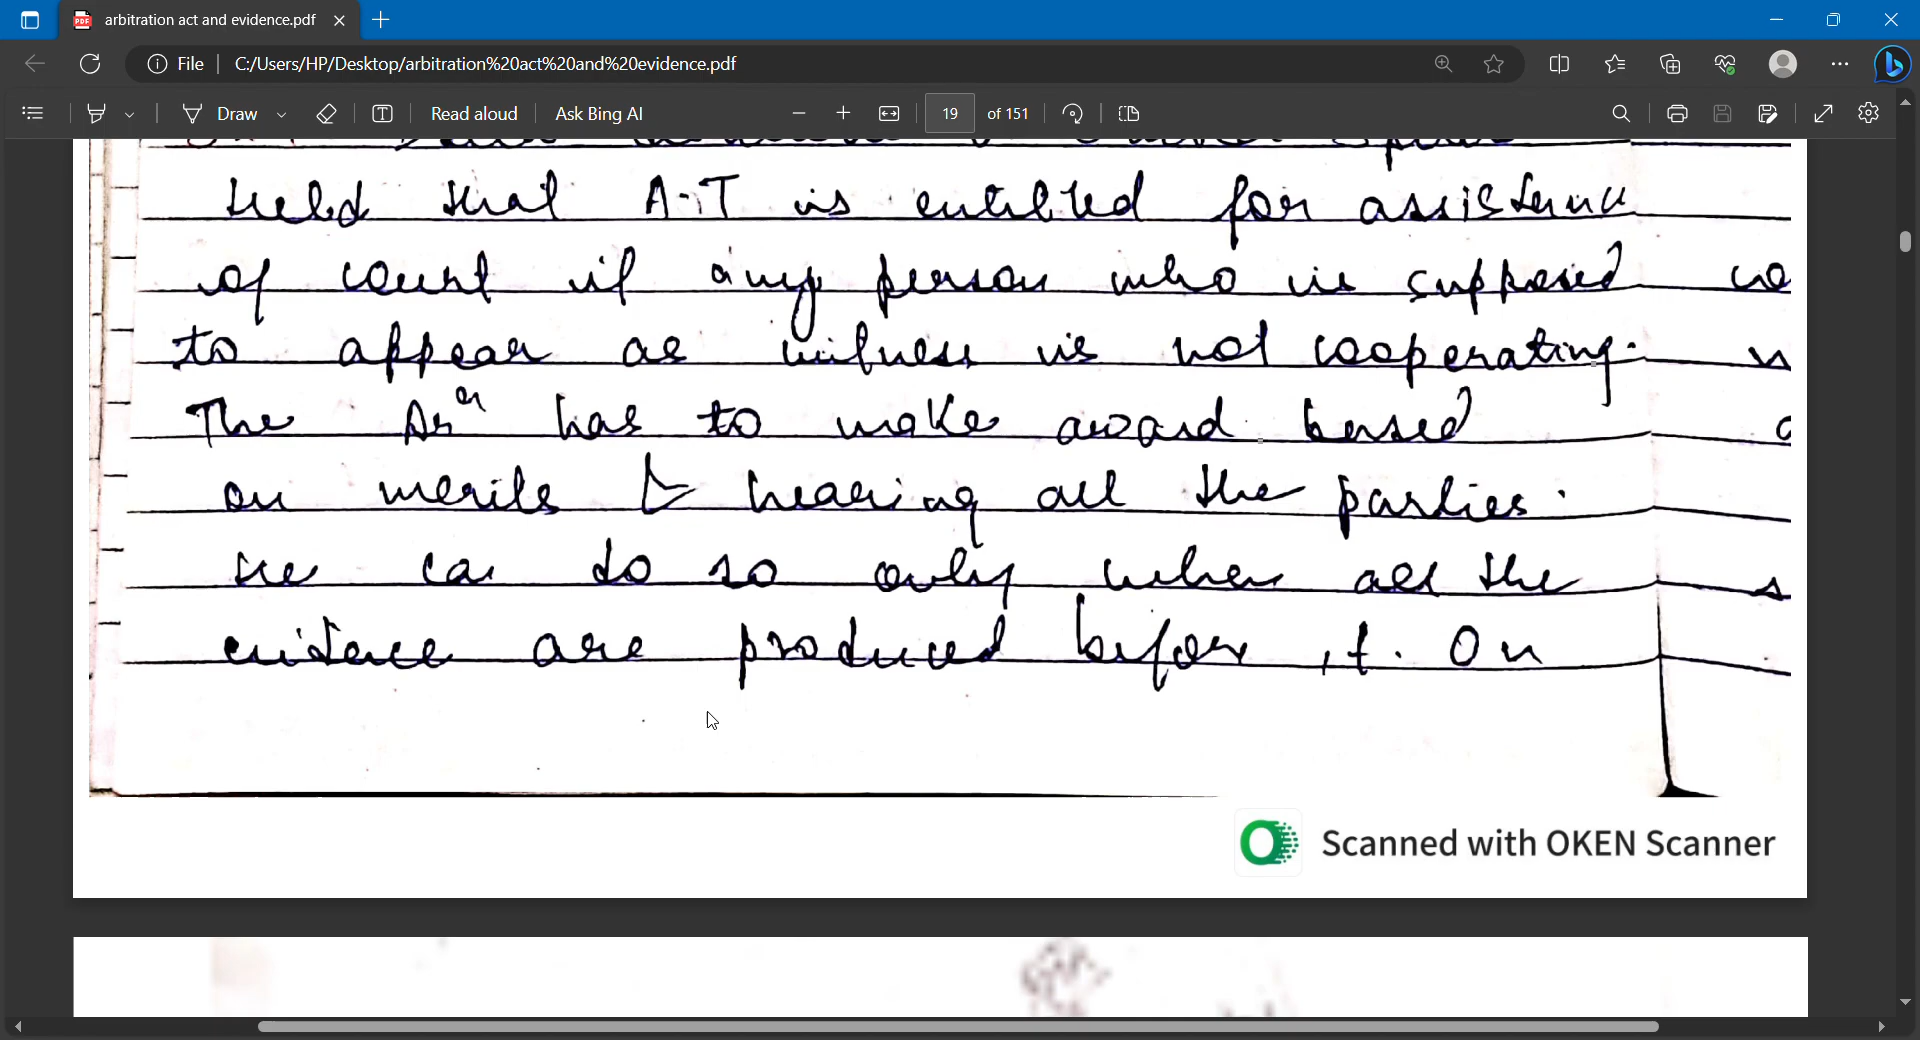 arbitration act and evidence.pdf
File C:/Users/HP/Desktop/arbitration%20act%20and%20evidence.pdf
Draw Read aloud Ask Bing AI 19 of 151
held that A.T is entitled for assistance
of court if any person who is supposed
to appear as witness is not cooperating.
The Arʳ has to make award based
on merits & hearing all the parties.
He can do so only when all the
evidence are produced before it. On
Scanned with OKEN Scanner